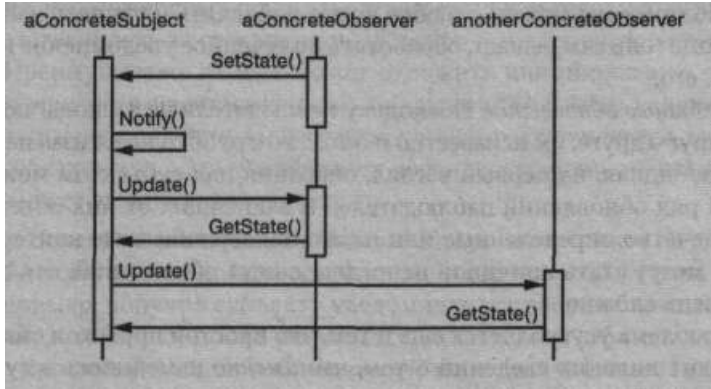 aConcreteSubject aConcreteObserver anotherConcreteObserver
SetState()
Notify()
Update()
GetState()
Update()
GetState()